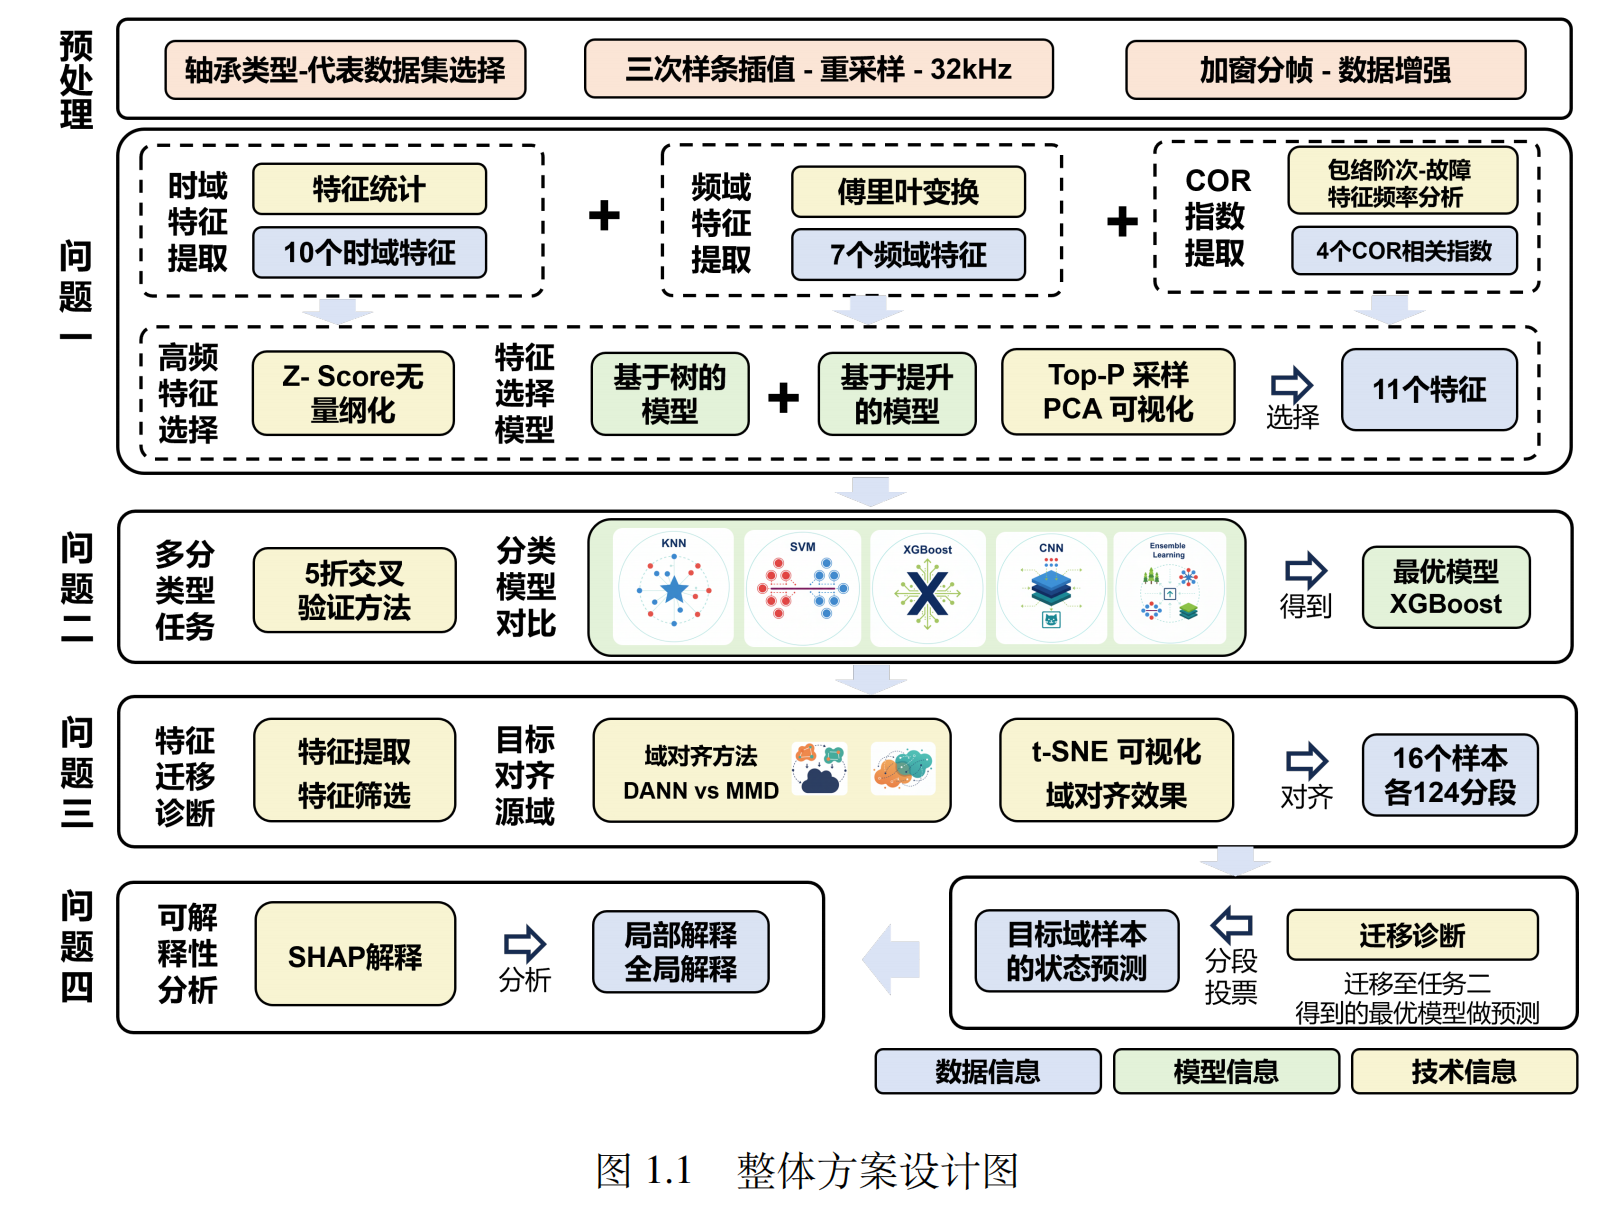 预处理
轴承类型-代表数据集选择
三次样条插值 - 重采样 - 32kHz
加窗分帧 - 数据增强
问题一
时域
特征
提取
特征统计
10个时域特征
+
频域
特征
提取
傅里叶变换
7个频域特征
+
COR
指数
提取
包络阶次-故障
特征频率分析
4个COR相关指数
高频
特征
选择
Z- Score无
量纲化
特征
选择
模型
基于树的
模型
+
基于提升
的模型
Top-P 采样
PCA 可视化
选择
11个特征
问题二
多分
类型
任务
5折交叉
验证方法
分类
模型
对比
KNN
SVM
XGBoost
X
CNN
Ensemble
Learning
得到
最优模型
XGBoost
问题三
特征
迁移
诊断
特征提取
特征筛选
目标
对齐
源域
域对齐方法
DANN vs MMD
t-SNE 可视化
域对齐效果
对齐
16个样本
各124分段
问题四
可解
释性
分析
SHAP解释
分析
局部解释
全局解释
目标域样本
的状态预测
分段
投票
迁移诊断
迁移至任务二
得到的最优模型做预测
数据信息
模型信息
技术信息
图 1.1 整体方案设计图